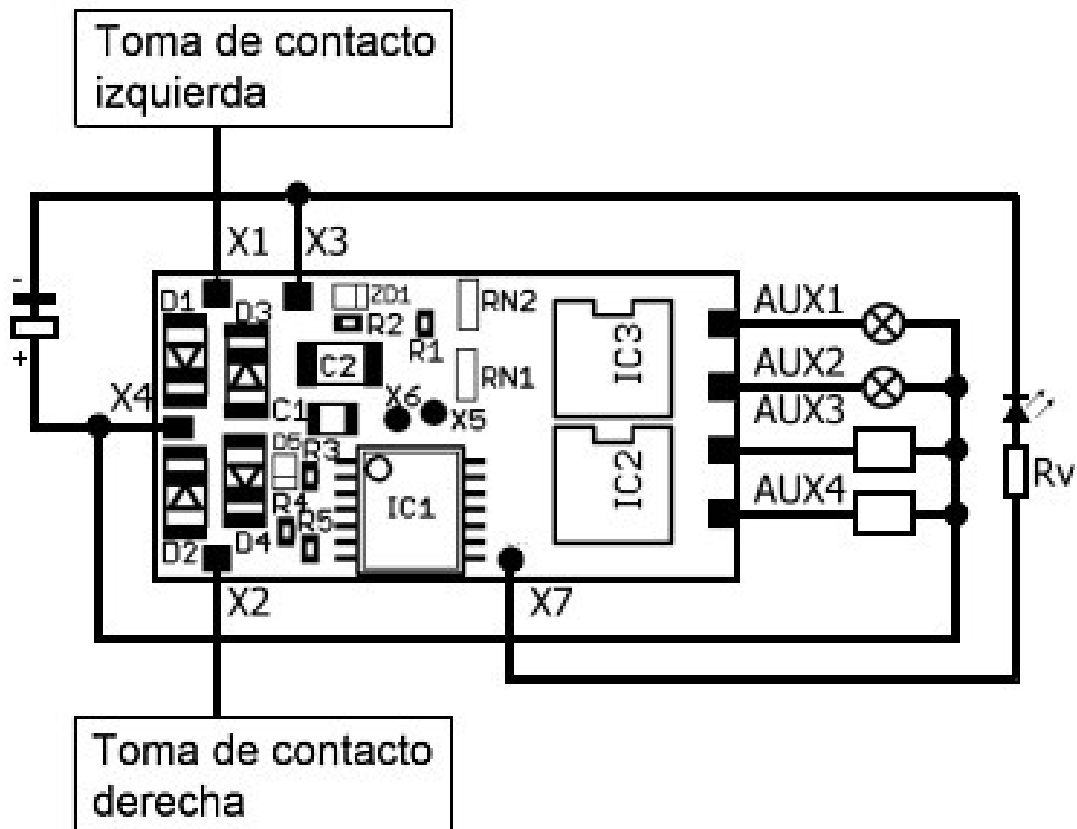 Toma de contacto
izquierda
X1 X3
-
+
D1 D3 ZD1 RN2 AUX1
R2 R1
C2 IC3
RN1 AUX2
X4 X6
C1 X5 AUX3
D5 R3 Rv
IC2
R4 IC1 AUX4
R5
D2 D4
X2 X7
Toma de contacto
derecha